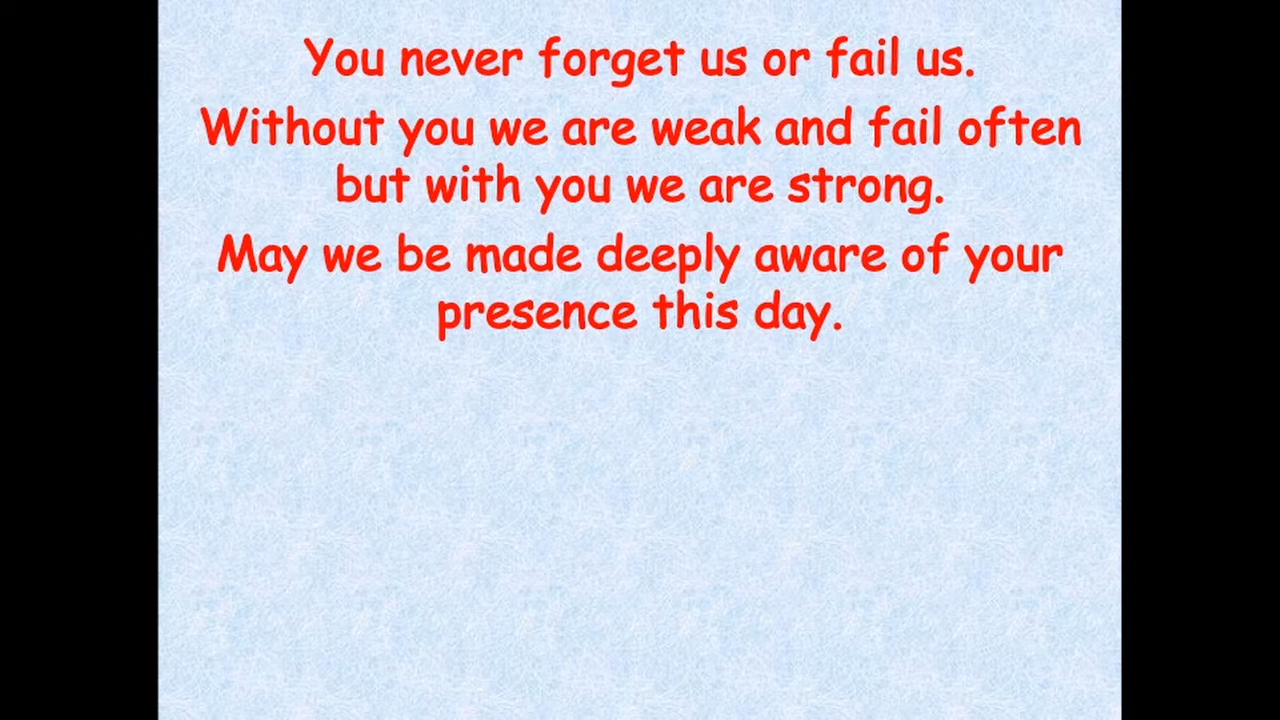 You never forget us or fail us.
Without you we are weak and fail often
but with you we are strong.
May we be made deeply aware of your
presence this day.